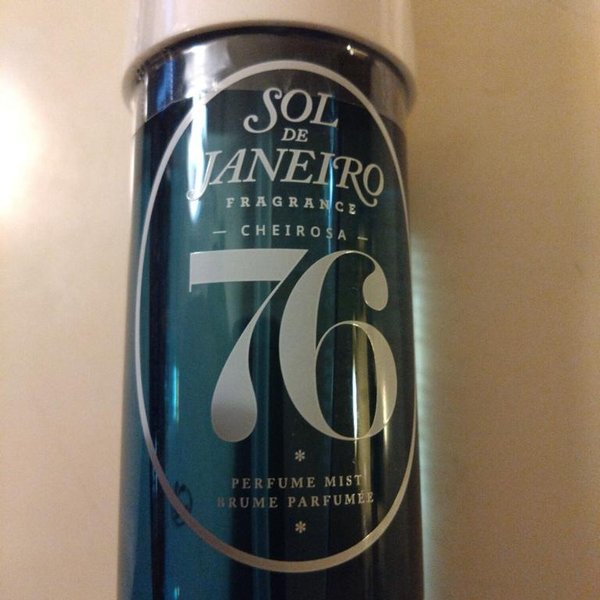 SOL
DE
JANEIRO
FRAGRANCE
— CHEIROSA —
76
*
PERFUME MIST
BRUME PARFUMÉE
*